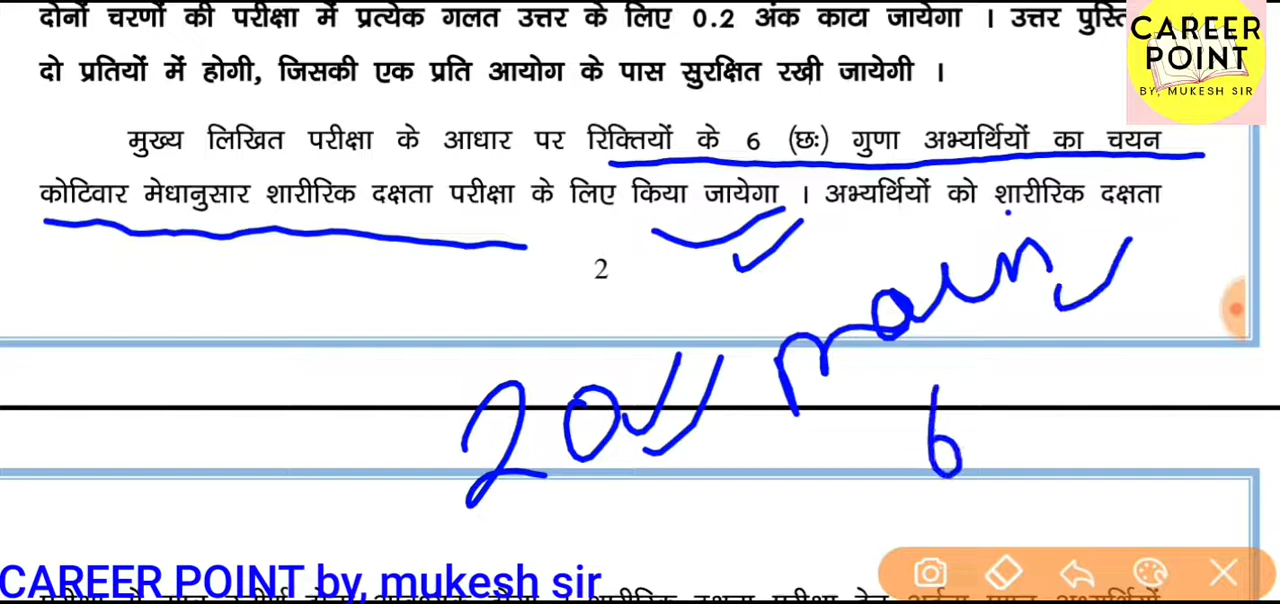 दोनों चरणों की परीक्षा में प्रत्येक गलत उत्तर के लिए 0.2 अंक काटा जायेगा । उत्तर
दो प्रतियों में होगी, जिसकी एक प्रति आयोग के पास सुरक्षित रखी जायेगी ।
CAREER
POINT
BY, MUKESH SIR
मुख्य लिखित परीक्षा के आधार पर रिक्तियों के 6 (छः) गुणा अभ्यर्थियों का चयन
कोटिवार मेधानुसार शारीरिक दक्षता परीक्षा के लिए किया जायेगा । अभ्यर्थियों को शारीरिक दक्षता
2
main
20
6
CAREER POINT by, mukesh sir